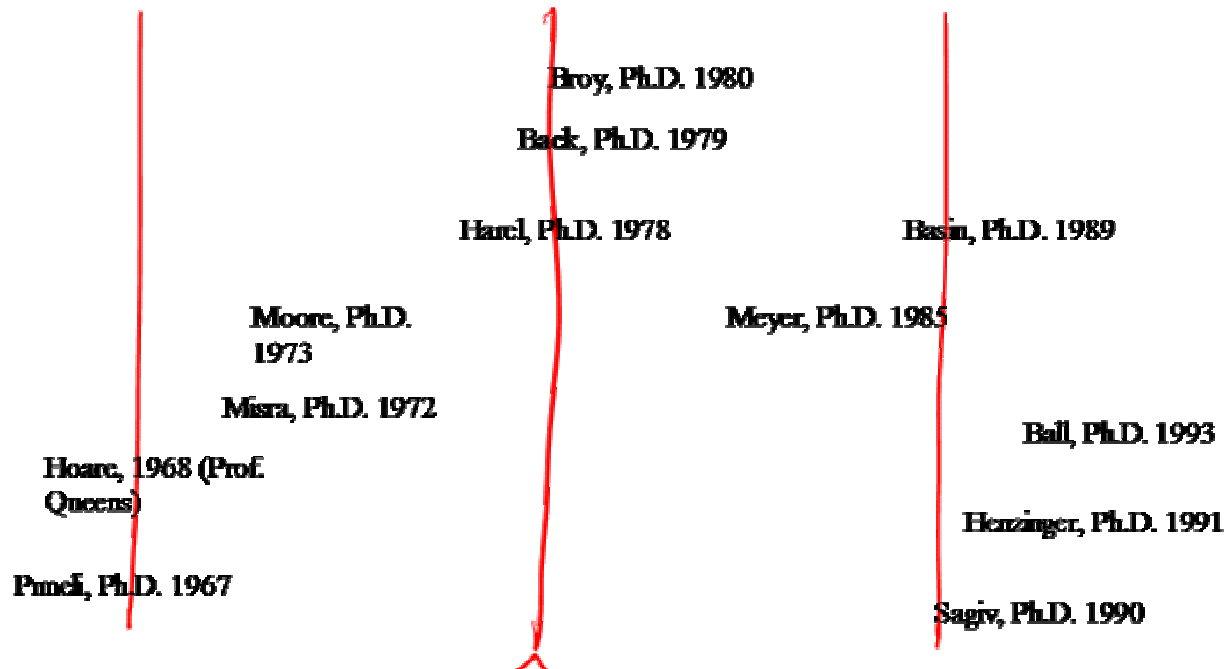 Broy, Ph.D. 1980
Back, Ph.D. 1979
Harel, Ph.D. 1978
Basin, Ph.D. 1989
Moore, Ph.D.
1973
Meyer, Ph.D. 1985
Misra, Ph.D. 1972
Ball, Ph.D. 1993
Hoare, 1968 (Prof.
Queens)
Henzinger, Ph.D. 1991
Pnueli, Ph.D. 1967
Sagiv, Ph.D. 1990